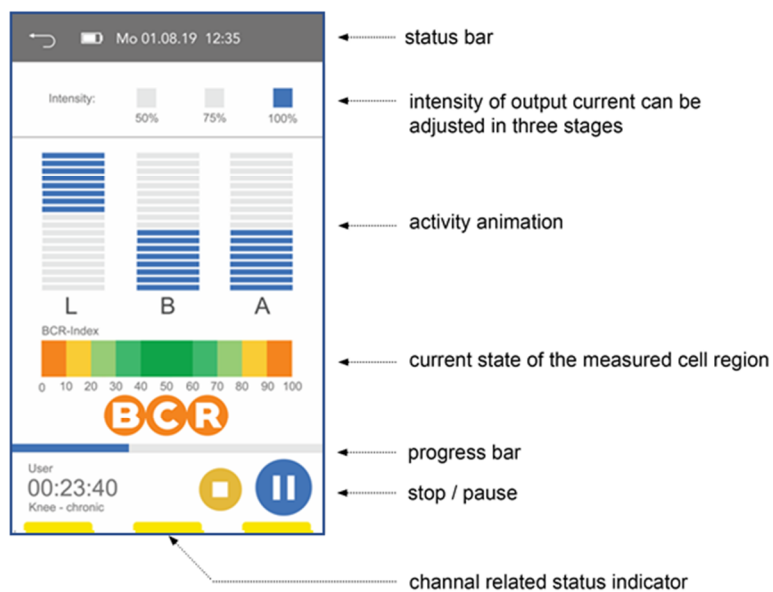 Mo 01.08.19 12:35
status bar
Intensity:
50% 75% 100%
intensity of output current can be
adjusted in three stages
activity animation
L B A
BCR-Index
current state of the measured cell region
0 10 20 30 40 50 60 70 80 90 100
BCR
progress bar
User
00:23:40
Knee - chronic
stop / pause
channal related status indicator